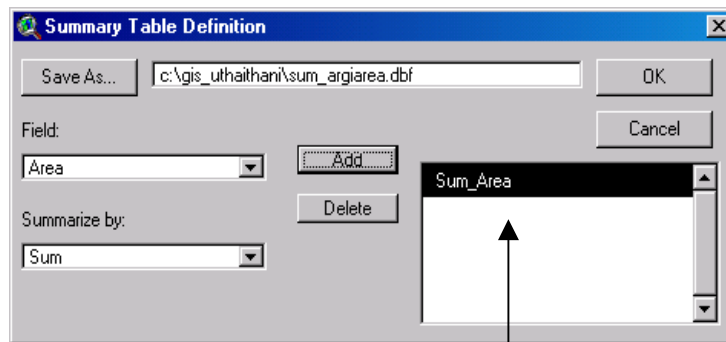 Summary Table Definition
Save As...
c:\gis_uthaithani\sum_argiarea.dbf
OK
Cancel
Field:
Area
Add
Delete
Sum_Area
Summarize by:
Sum